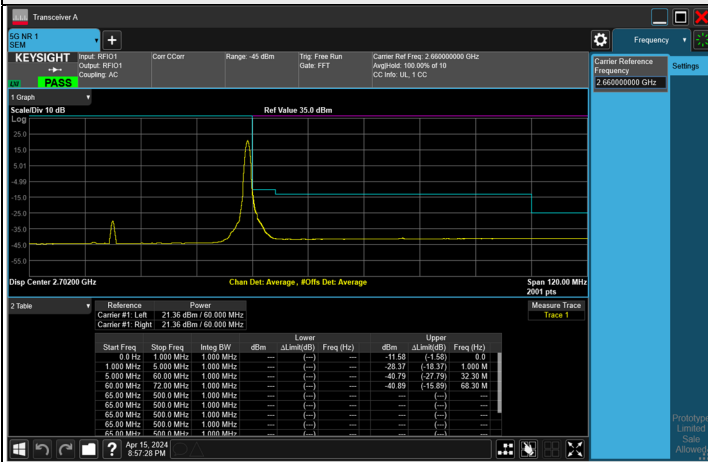 Transceiver A
5G NR 1
SEM
Frequency
KEYSIGHT
Input: RFIO1
Output: RFIO1
Coupling: AC
Corr CCorr
Range: -45 dBm
Trig: Free Run
Gate: FFT
Carrier Ref Freq: 2.660000000 GHz
Avg|Hold: 100.00% of 10
CC Info: UL, 1 CC
PASS
Carrier Reference
Frequency
2.660000000 GHz
Settings
1 Graph
Scale/Div 10 dB
Ref Value 35.0 dBm
Log
25.0
15.0
5.01
-4.99
-15.0
-25.0
-35.0
-45.0
-55.0
Disp Center 2.70200 GHz
Chan Det: Average, #Offs Det: Average
Span 120.00 MHz
2001 pts
2 Table
Reference Power
Carrier #1: Left 21.36 dBm / 60.000 MHz
Carrier #1: Right 21.36 dBm / 60.000 MHz
Measure Trace
Trace 1
Lower Upper
Start Freq Stop Freq Integ BW dBm ΔLimit(dB) Freq (Hz) dBm ΔLimit(dB) Freq (Hz)
0.0 Hz 1.000 MHz 1.000 MHz --- (---) --- -11.58 (-1.58) 0.0
1.000 MHz 5.000 MHz 1.000 MHz --- (---) --- -28.37 (-18.37) 1.000 M
5.000 MHz 60.00 MHz 1.000 MHz --- (---) --- -40.79 (-27.79) 32.30 M
60.00 MHz 72.00 MHz 1.000 MHz --- (---) --- -40.89 (-15.89) 68.30 M
65.00 MHz 500.0 MHz 1.000 MHz --- (---) --- --- (---) ---
65.00 MHz 500.0 MHz 1.000 MHz --- (---) --- --- (---) ---
65.00 MHz 500.0 MHz 1.000 MHz --- (---) --- --- (---) ---
65.00 MHz 500.0 MHz 1.000 MHz --- (---) --- --- (---) ---
65.00 MHz 500.0 MHz 1.000 MHz --- (---) --- --- (---) ---
Prototype
Limited
Sale
Allowed
Apr 15, 2024
8:57:28 PM